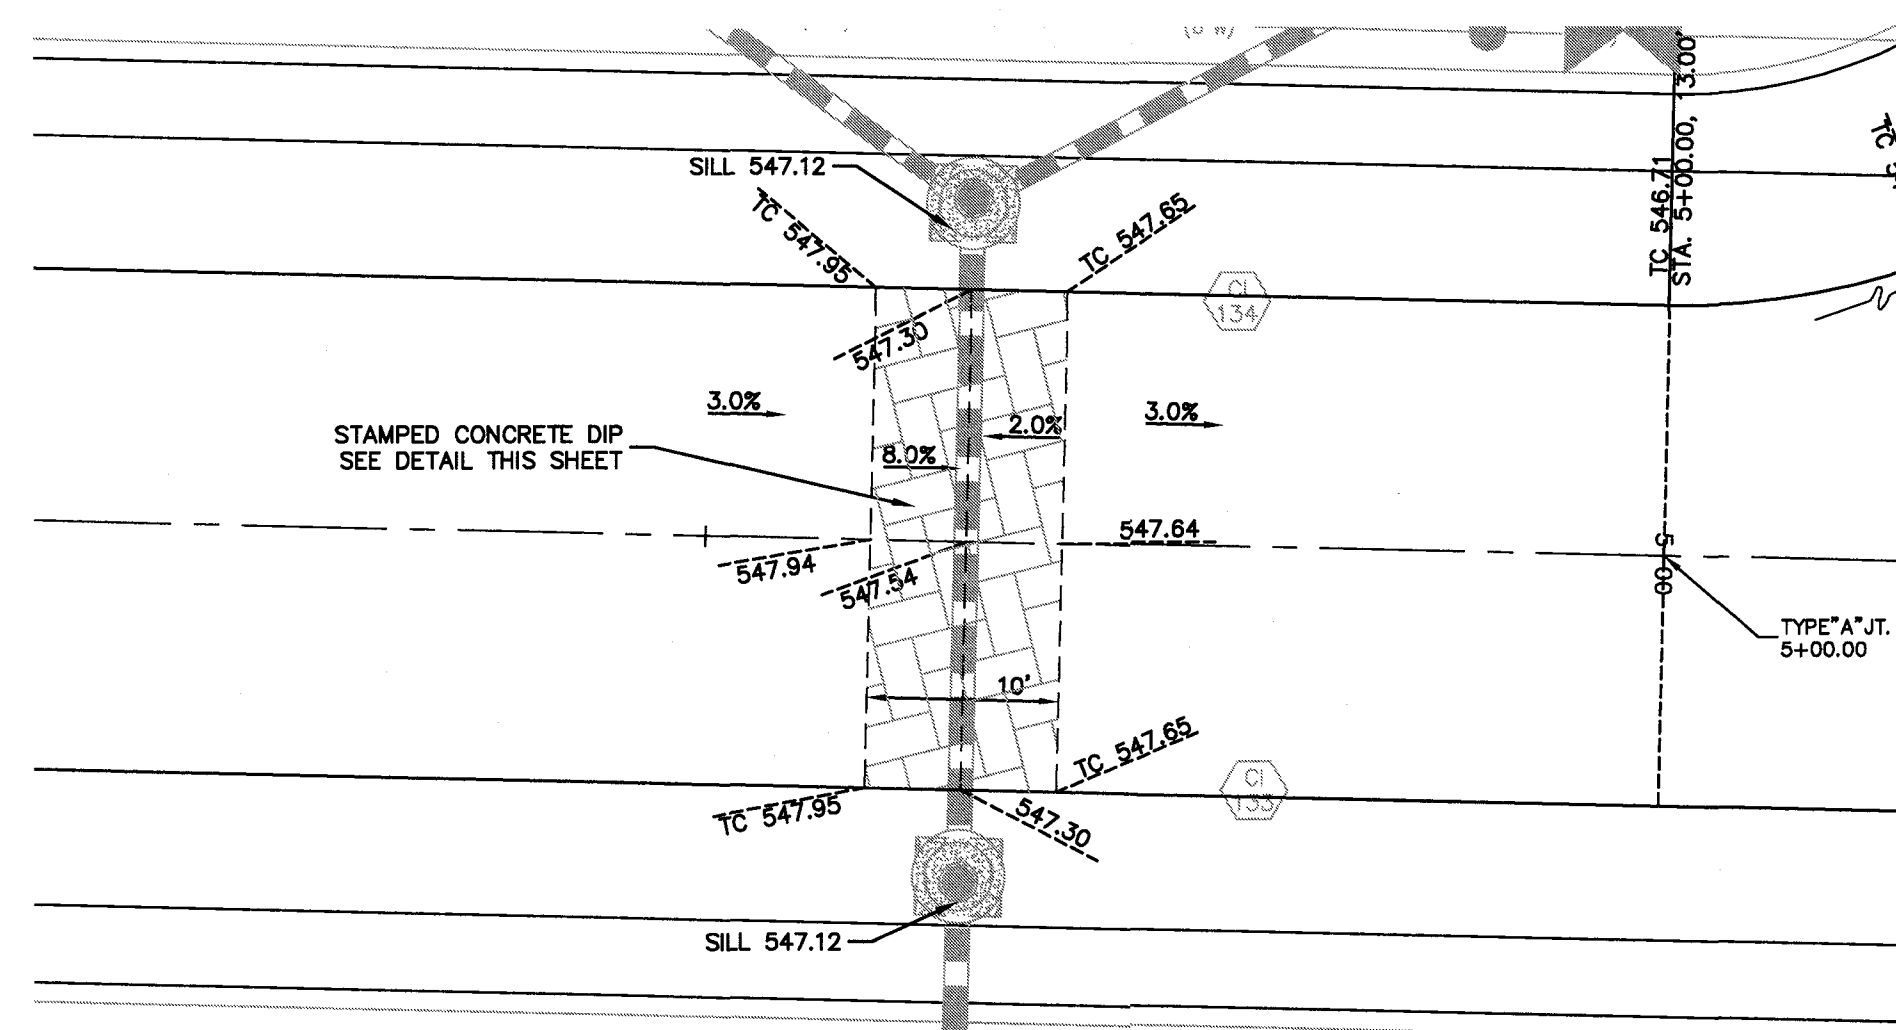 SILL 547.12
TC 547.95
TC 547.65
TC 546.71
STA. 5+00.00, 13.00'
CI
134
547.30
3.0%
3.0%
2.0%
8.0%
STAMPED CONCRETE DIP
SEE DETAIL THIS SHEET
547.94
547.54
547.64
5+00
TYPE"A"JT.
5+00.00
10'
TC 547.65
CI
133
TC 547.95
547.30
SILL 547.12